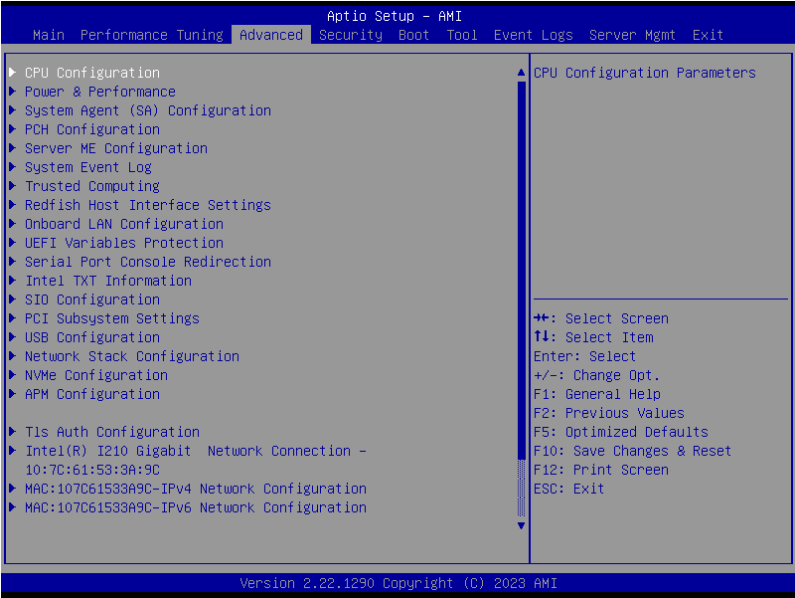 Aptio Setup – AMI
Main Performance Tuning Advanced Security Boot Tool Event Logs Server Mgmt Exit
CPU Configuration
Power & Performance
System Agent (SA) Configuration
PCH Configuration
Server ME Configuration
System Event Log
Trusted Computing
Redfish Host Interface Settings
Onboard LAN Configuration
UEFI Variables Protection
Serial Port Console Redirection
Intel TXT Information
SIO Configuration
PCI Subsystem Settings
USB Configuration
Network Stack Configuration
NVMe Configuration
APM Configuration
Tls Auth Configuration
Intel(R) I210 Gigabit  Network Connection –
10:7C:61:53:3A:9C
MAC:107C61533A9C-IPv4 Network Configuration
MAC:107C61533A9C-IPv6 Network Configuration
CPU Configuration Parameters
→←: Select Screen
↑↓: Select Item
Enter: Select
+/-: Change Opt.
F1: General Help
F2: Previous Values
F5: Optimized Defaults
F10: Save Changes & Reset
F12: Print Screen
ESC: Exit
Version 2.22.1290 Copyright (C) 2023 AMI